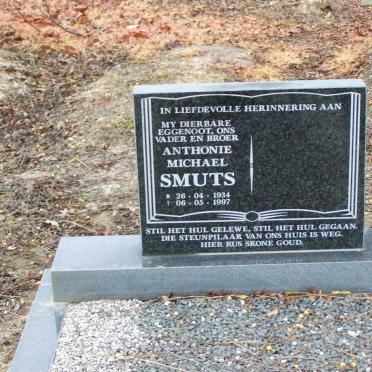 IN LIEFDEVOLLE HERINNERING AAN
MY DIERBARE
EGGENOOT, ONS
VADER EN BROER
ANTHONIE
MICHAEL
SMUTS
* 26 · 04 · 1934
† 06 · 05 · 1997
STIL HET HUL GELEWE, STIL HET HUL GEGAAN.
DIE STEUNPILAAR VAN ONS HUIS IS WEG.
HIER RUS SKONE GOUD.